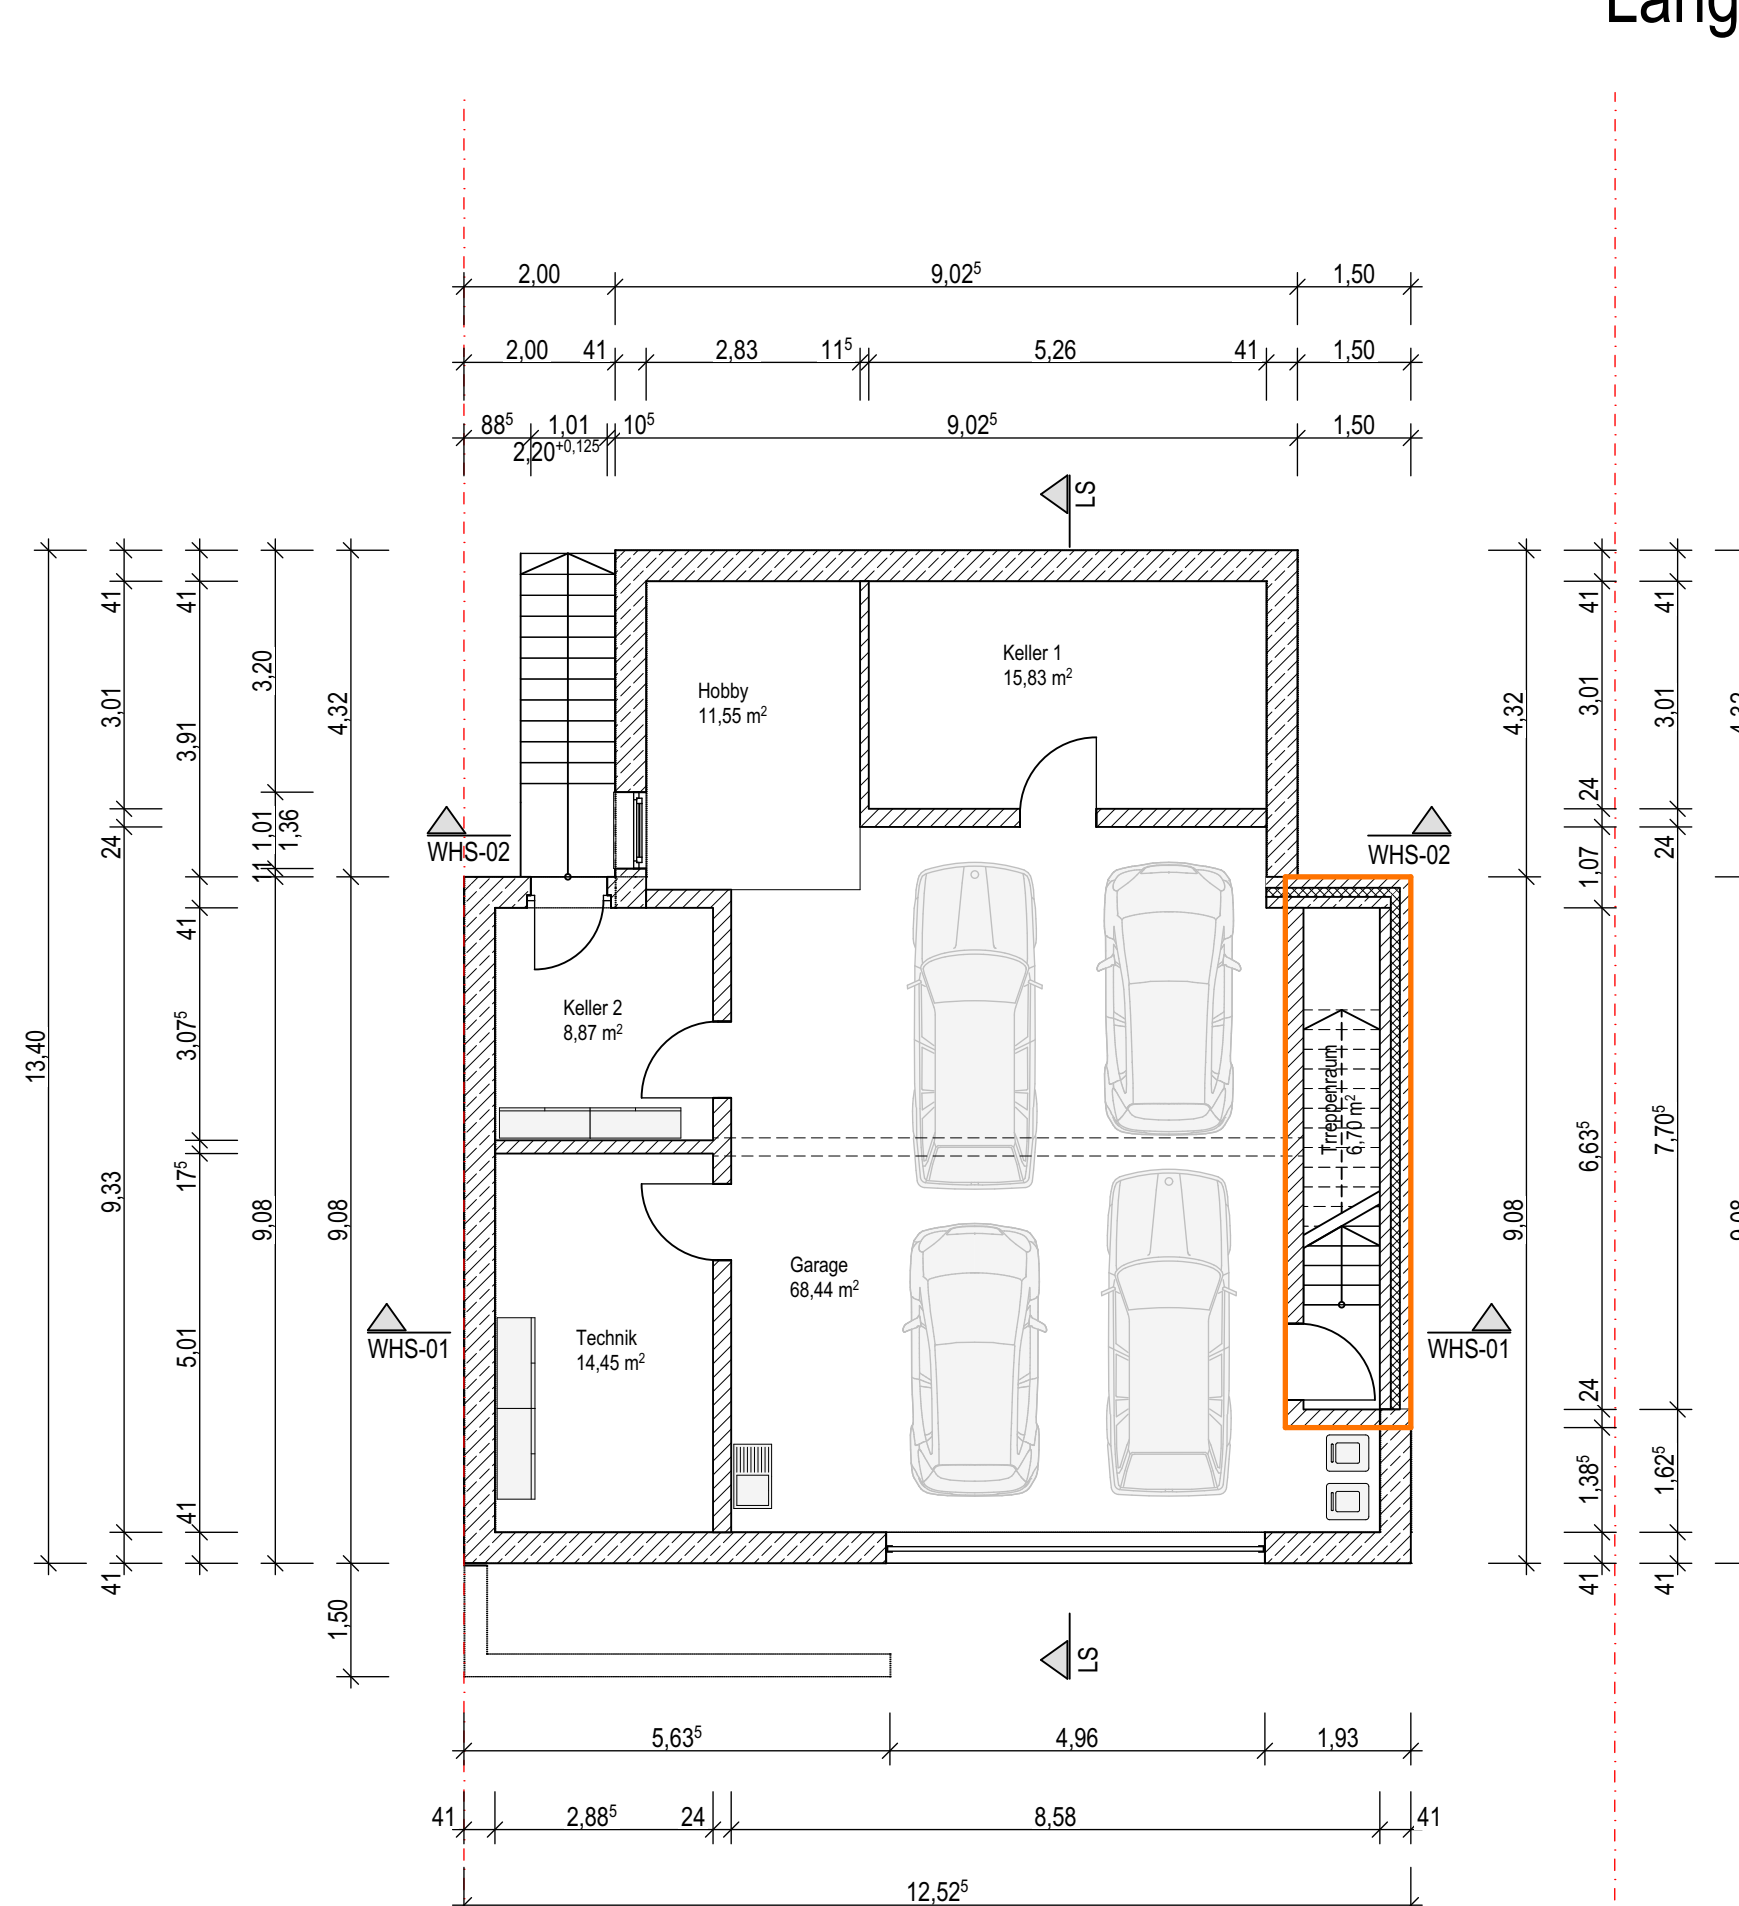 Lang
2,00 9,02⁵ 1,50
2,00 41 2,83 11⁵ 5,26 41 1,50
88⁵ 1,01 10⁵ 9,02⁵ 1,50
2,20+0,125
LS
13,40
41 3,01 24 9,33 41
41 3,91 41 3,07⁵ 17⁵ 5,01 41
3,20 1,01 1,36 11 9,08
4,32 9,08 1,50
Hobby
11,55 m²
Keller 1
15,83 m²
WHS-02
WHS-02
Keller 2
8,87 m²
Trreppenraum
6,70 m²
Garage
68,44 m²
Technik
14,45 m²
WHS-01
WHS-01
4,32 9,08
41 3,01 24 1,07 6,63⁵ 24 1,38⁵ 41
41 3,01 24 7,70⁵ 1,62⁵ 41
4,32 9,08
LS
5,63⁵ 4,96 1,93
41 2,88⁵ 24 8,58 41
12,52⁵